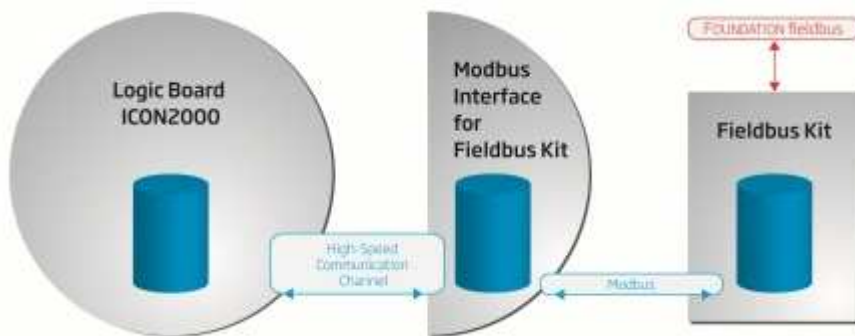 FOUNDATION fieldbus
Logic Board
ICON2000
Modbus
Interface
for
Fieldbus Kit
Fieldbus Kit
High-Speed
Communication
Channel
Modbus